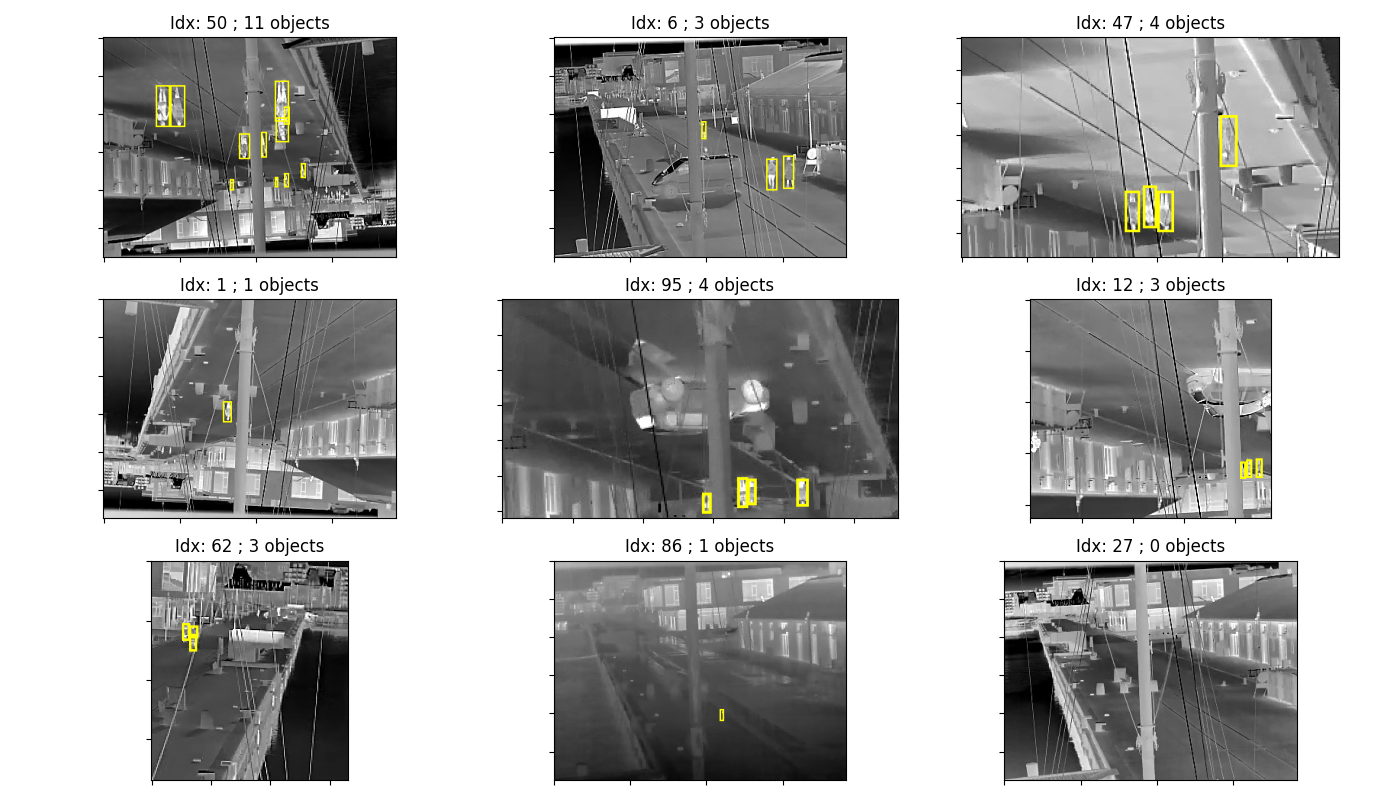 Idx: 50 ; 11 objects
Idx: 6 ; 3 objects
Idx: 47 ; 4 objects
Idx: 1 ; 1 objects
Idx: 95 ; 4 objects
Idx: 12 ; 3 objects
Idx: 62 ; 3 objects
Idx: 86 ; 1 objects
Idx: 27 ; 0 objects